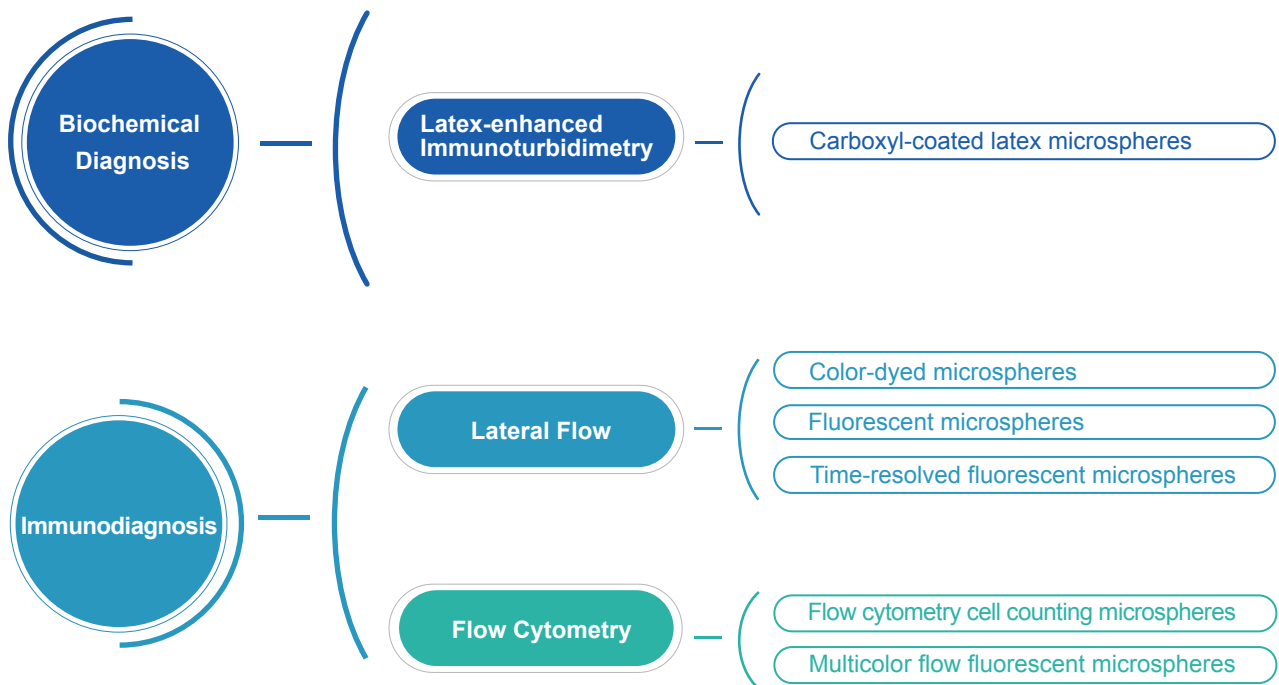 Biochemical
Diagnosis
Latex-enhanced
Immunoturbidimetry
Carboxyl-coated latex microspheres
Immunodiagnosis
Lateral Flow
Color-dyed microspheres
Fluorescent microspheres
Time-resolved fluorescent microspheres
Flow Cytometry
Flow cytometry cell counting microspheres
Multicolor flow fluorescent microspheres